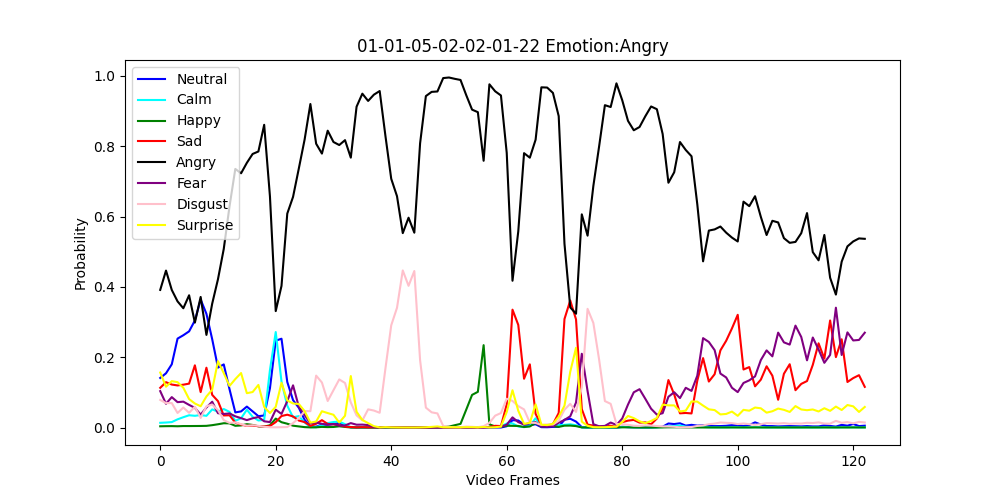 01-01-05-02-02-01-22 Emotion:Angry
1.0
0.8
0.6
0.4
0.2
0.0
Probability
Neutral
Calm
Happy
Sad
Angry
Fear
Disgust
Surprise
0 20 40 60 80 100 120
Video Frames